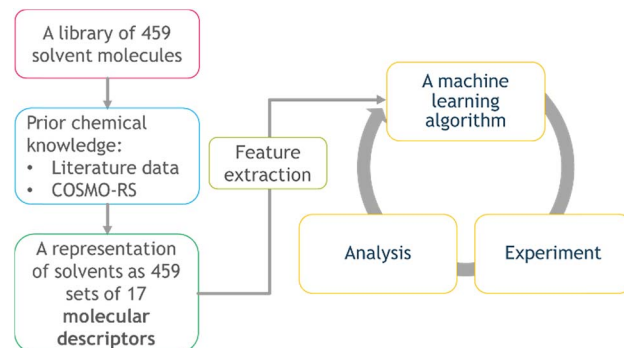 A library of 459
solvent molecules
Prior chemical
knowledge:
• Literature data
• COSMO-RS
A representation
of solvents as 459
sets of 17
molecular
descriptors
Feature
extraction
A machine
learning
algorithm
Analysis
Experiment